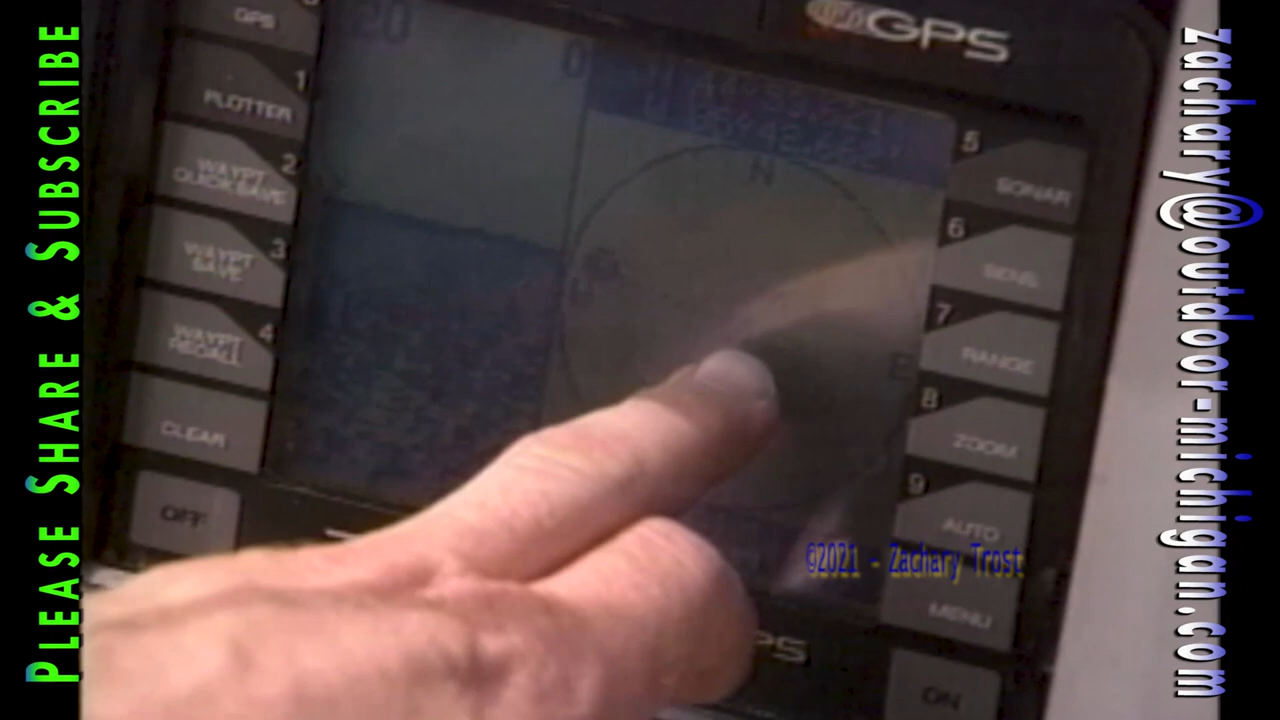 PLEASE SHARE & SUBSCRIBE
GPS
GPS
1
PLOTTER
2
WAYPT
QUICK SAVE
3
WAYPT
SAVE
4
WAYPT
RECALL
CLEAR
OFF
N
E
5
SONAR
6
SENS
7
RANGE
8
ZOOM
9
AUTO
MENU
ON
©2021 - Zachary Trost
zachary@outdoor-michigan.com